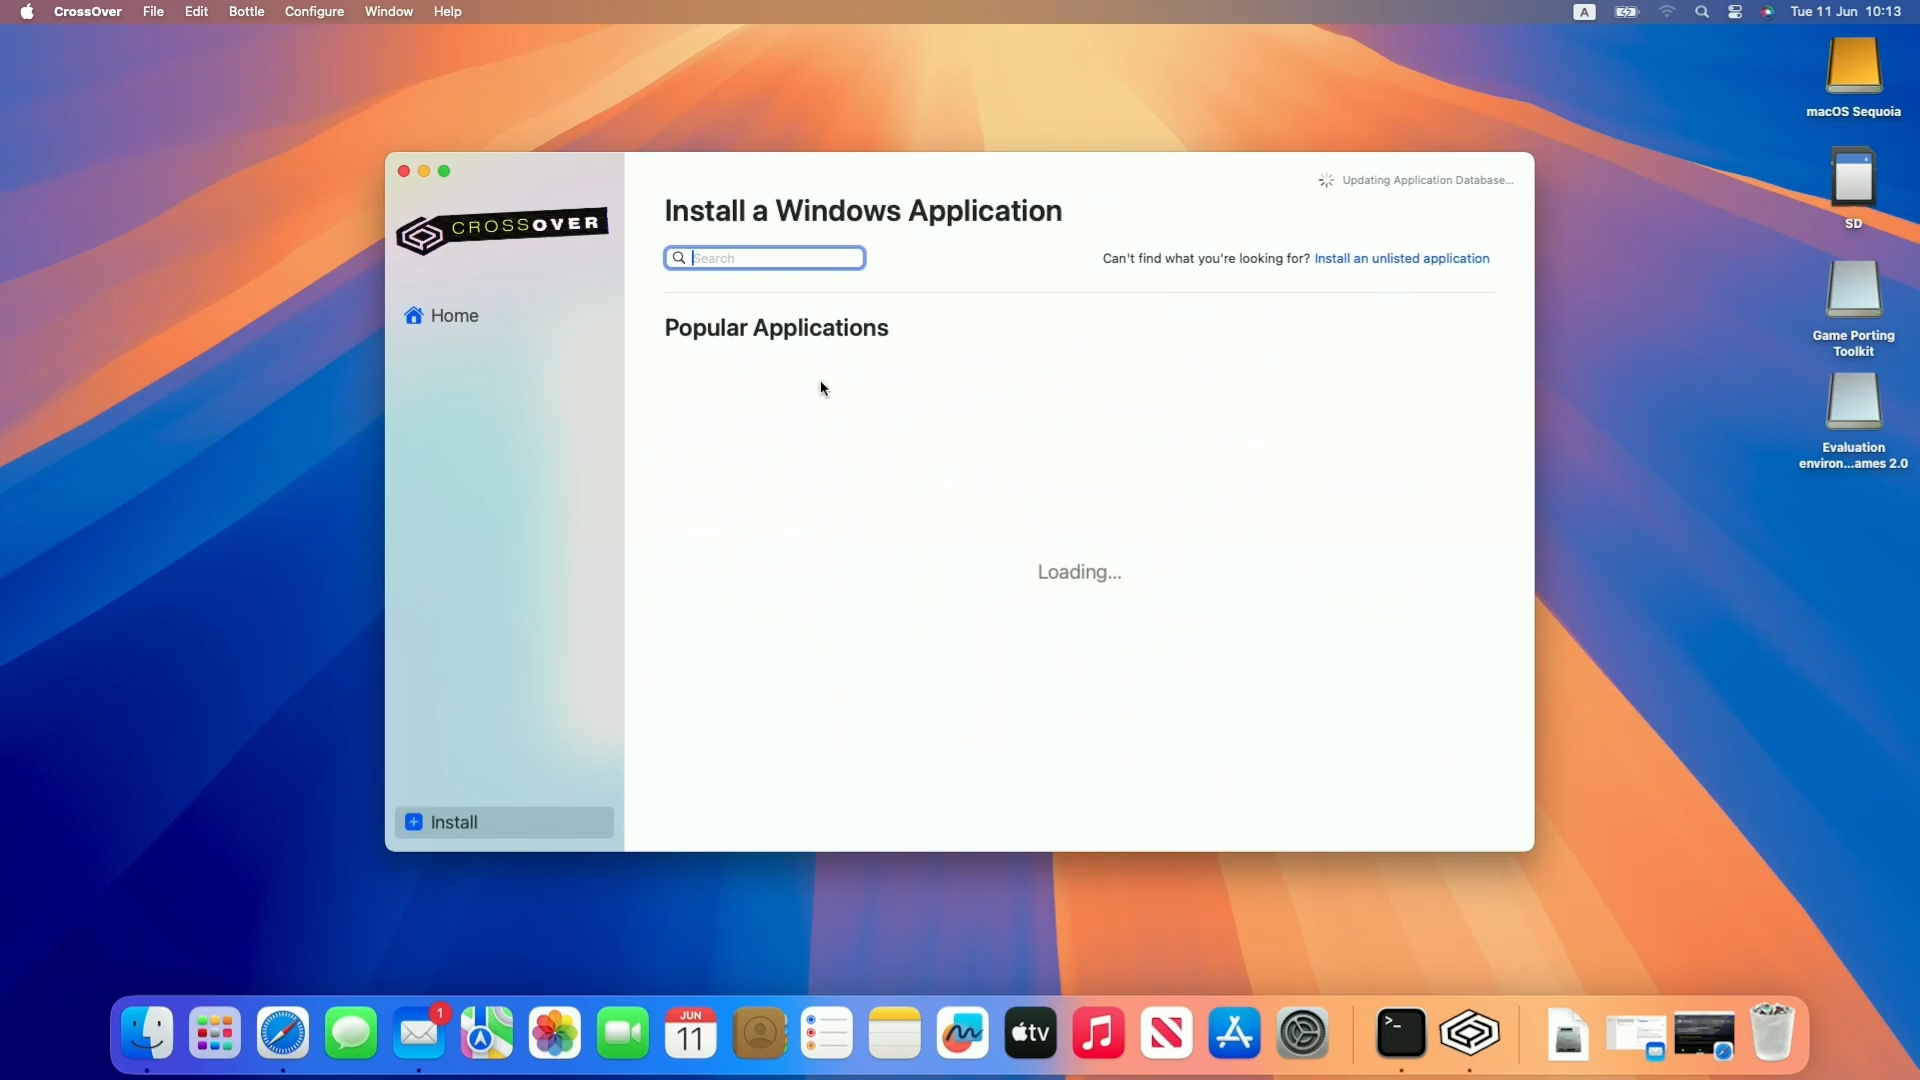 CrossOver File Edit Bottle Configure Window Help
A
Tue 11 Jun 10:13
macOS Sequoia
SD
Game Porting
Toolkit
Evaluation
environ...ames 2.0
CROSSOVER
Home
Install
Updating Application Database...
Install a Windows Application
Search
Can't find what you're looking for? Install an unlisted application
Popular Applications
Loading...
1
JUN
11
tv
>_